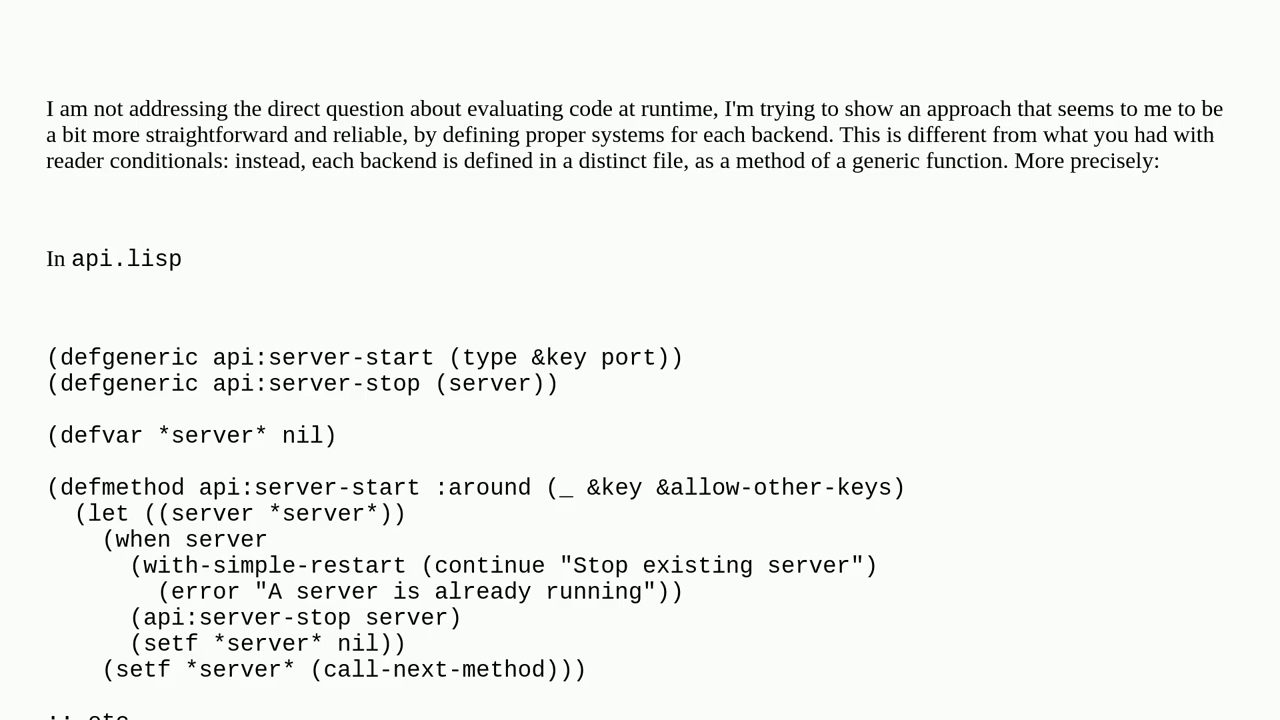 I am not addressing the direct question about evaluating code at runtime, I'm trying to show an approach that seems to me to be
a bit more straightforward and reliable, by defining proper systems for each backend. This is different from what you had with
reader conditionals: instead, each backend is defined in a distinct file, as a method of a generic function. More precisely:
In api.lisp
(defgeneric api:server-start (type &key port))
(defgeneric api:server-stop (server))
(defvar *server* nil)
(defmethod api:server-start :around (_ &key &allow-other-keys)
  (let ((server *server*))
    (when server
      (with-simple-restart (continue "Stop existing server")
        (error "A server is already running"))
      (api:server-stop server)
      (setf *server* nil))
    (setf *server* (call-next-method)))
;; etc